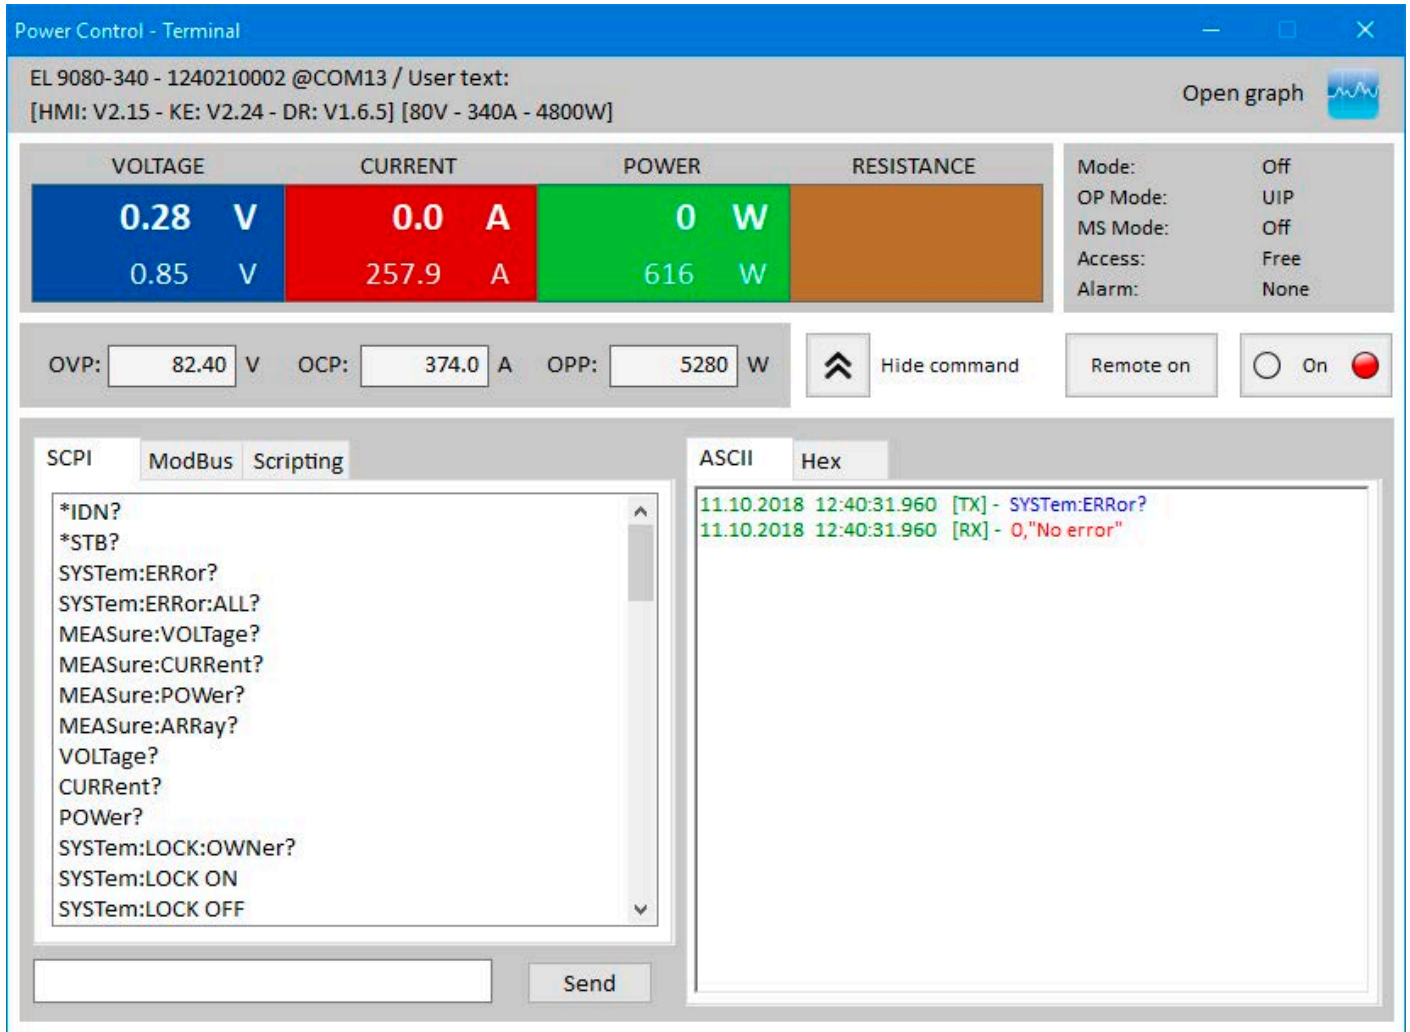 Power Control - Terminal
EL 9080-340 - 1240210002 @COM13 / User text:
[HMI: V2.15 - KE: V2.24 - DR: V1.6.5] [80V - 340A - 4800W]
Open graph
VOLTAGE CURRENT POWER RESISTANCE
0.28 V 0.0 A 0 W
0.85 V 257.9 A 616 W
Mode: Off
OP Mode: UIP
MS Mode: Off
Access: Free
Alarm: None
OVP: 82.40 V OCP: 374.0 A OPP: 5280 W
Hide command
Remote on
On
SCPI ModBus Scripting
*IDN?
*STB?
SYSTem:ERRor?
SYSTem:ERRor:ALL?
MEASure:VOLTage?
MEASure:CURRent?
MEASure:POWer?
MEASure:ARRay?
VOLTage?
CURRent?
POWer?
SYSTem:LOCK:OWNer?
SYSTem:LOCK ON
SYSTem:LOCK OFF
Send
ASCII Hex
11.10.2018 12:40:31.960 [TX] - SYSTem:ERRor?
11.10.2018 12:40:31.960 [RX] - 0,"No error"